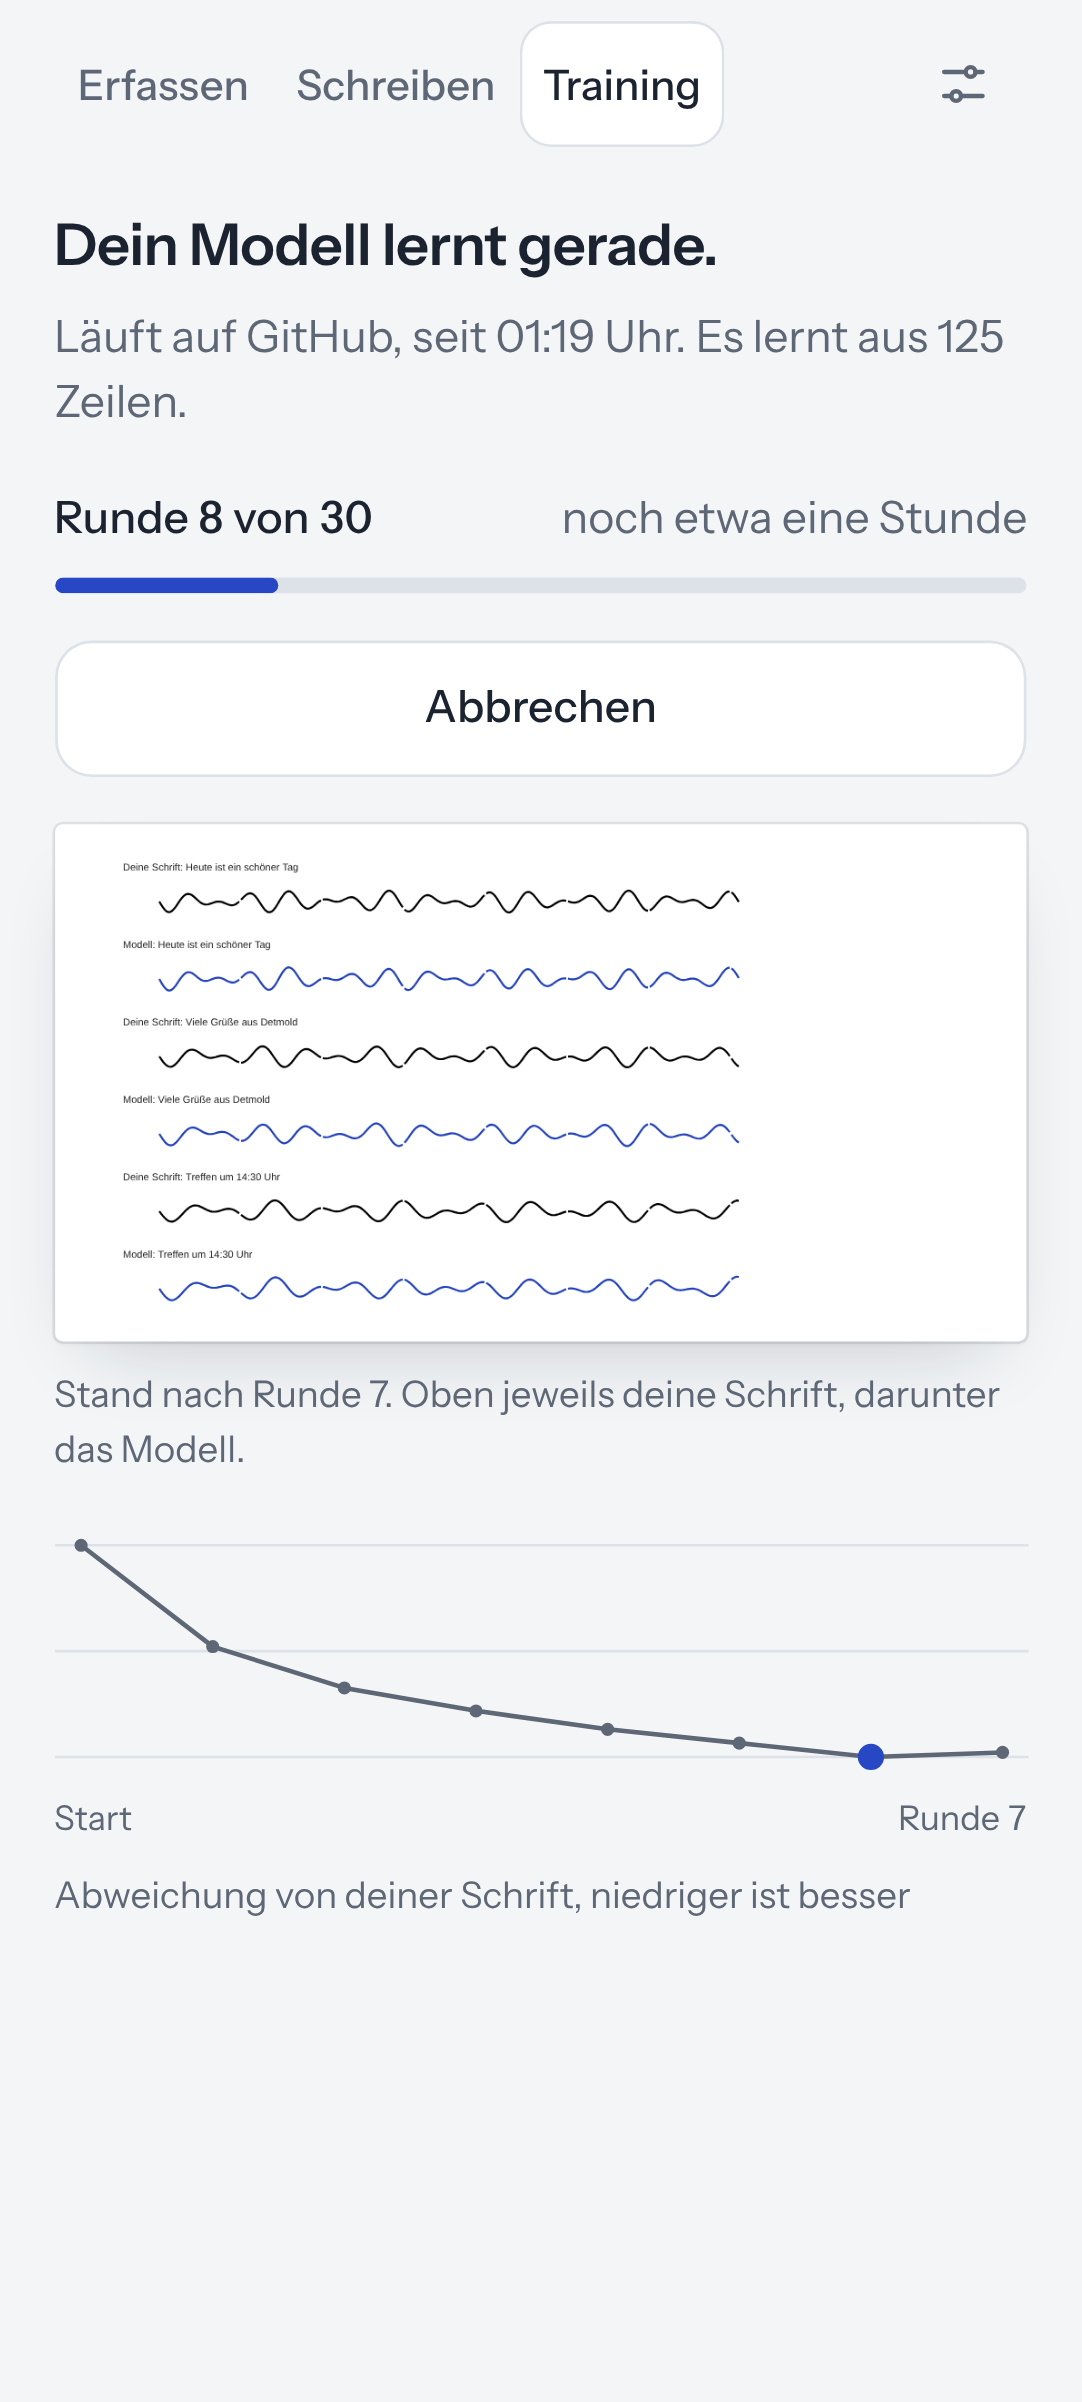 Erfassen Schreiben Training
Dein Modell lernt gerade.
Läuft auf GitHub, seit 01:19 Uhr. Es lernt aus 125
Zeilen.
Runde 8 von 30 noch etwa eine Stunde
Abbrechen
Deine Schrift: Heute ist ein schöner Tag
Modell: Heute ist ein schöner Tag
Deine Schrift: Viele Grüße aus Detmold
Modell: Viele Grüße aus Detmold
Deine Schrift: Treffen um 14:30 Uhr
Modell: Treffen um 14:30 Uhr
Stand nach Runde 7. Oben jeweils deine Schrift, darunter
das Modell.
Start Runde 7
Abweichung von deiner Schrift, niedriger ist besser